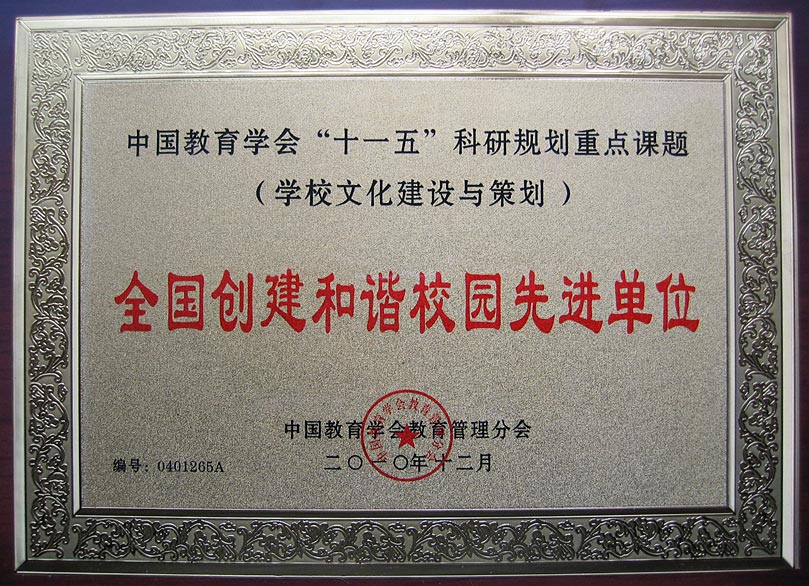 中国教育学会“十一五”科研规划重点课题
（学校文化建设与策划）
全国创建和谐校园先进单位
中国教育学会教育管理分会
编号：0401265A
二〇一〇年十二月